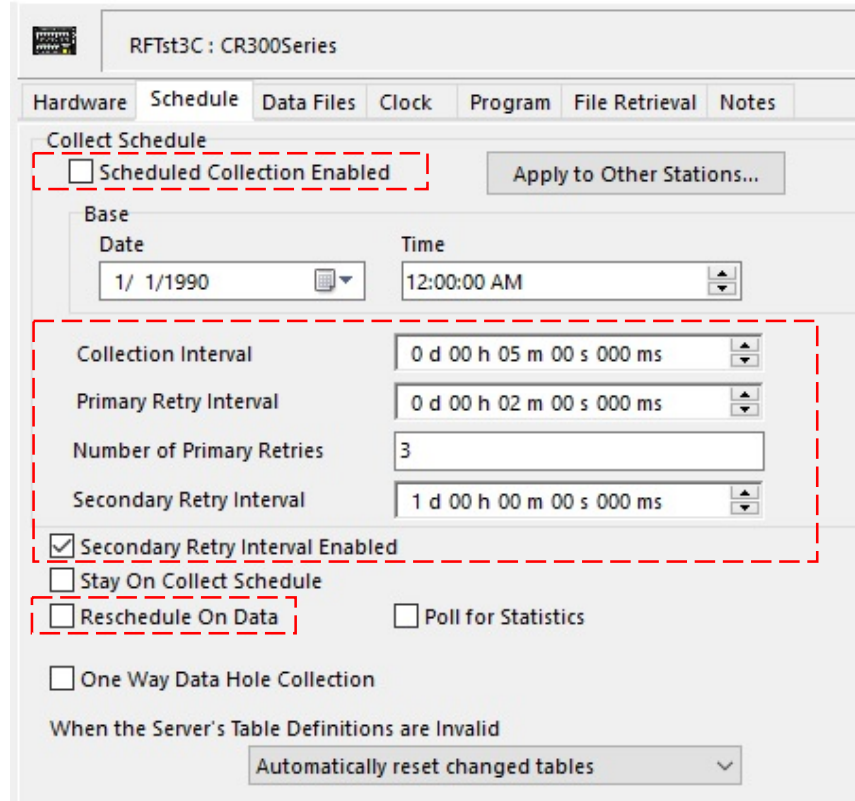 RFTst3C : CR300Series
Hardware Schedule Data Files Clock Program File Retrieval Notes
Collect Schedule
Scheduled Collection Enabled Apply to Other Stations...
Base
Date Time
1/ 1/1990 12:00:00 AM
Collection Interval 0 d 00 h 05 m 00 s 000 ms
Primary Retry Interval 0 d 00 h 02 m 00 s 000 ms
Number of Primary Retries 3
Secondary Retry Interval 1 d 00 h 00 m 00 s 000 ms
Secondary Retry Interval Enabled
Stay On Collect Schedule
Reschedule On Data Poll for Statistics
One Way Data Hole Collection
When the Server's Table Definitions are Invalid
Automatically reset changed tables